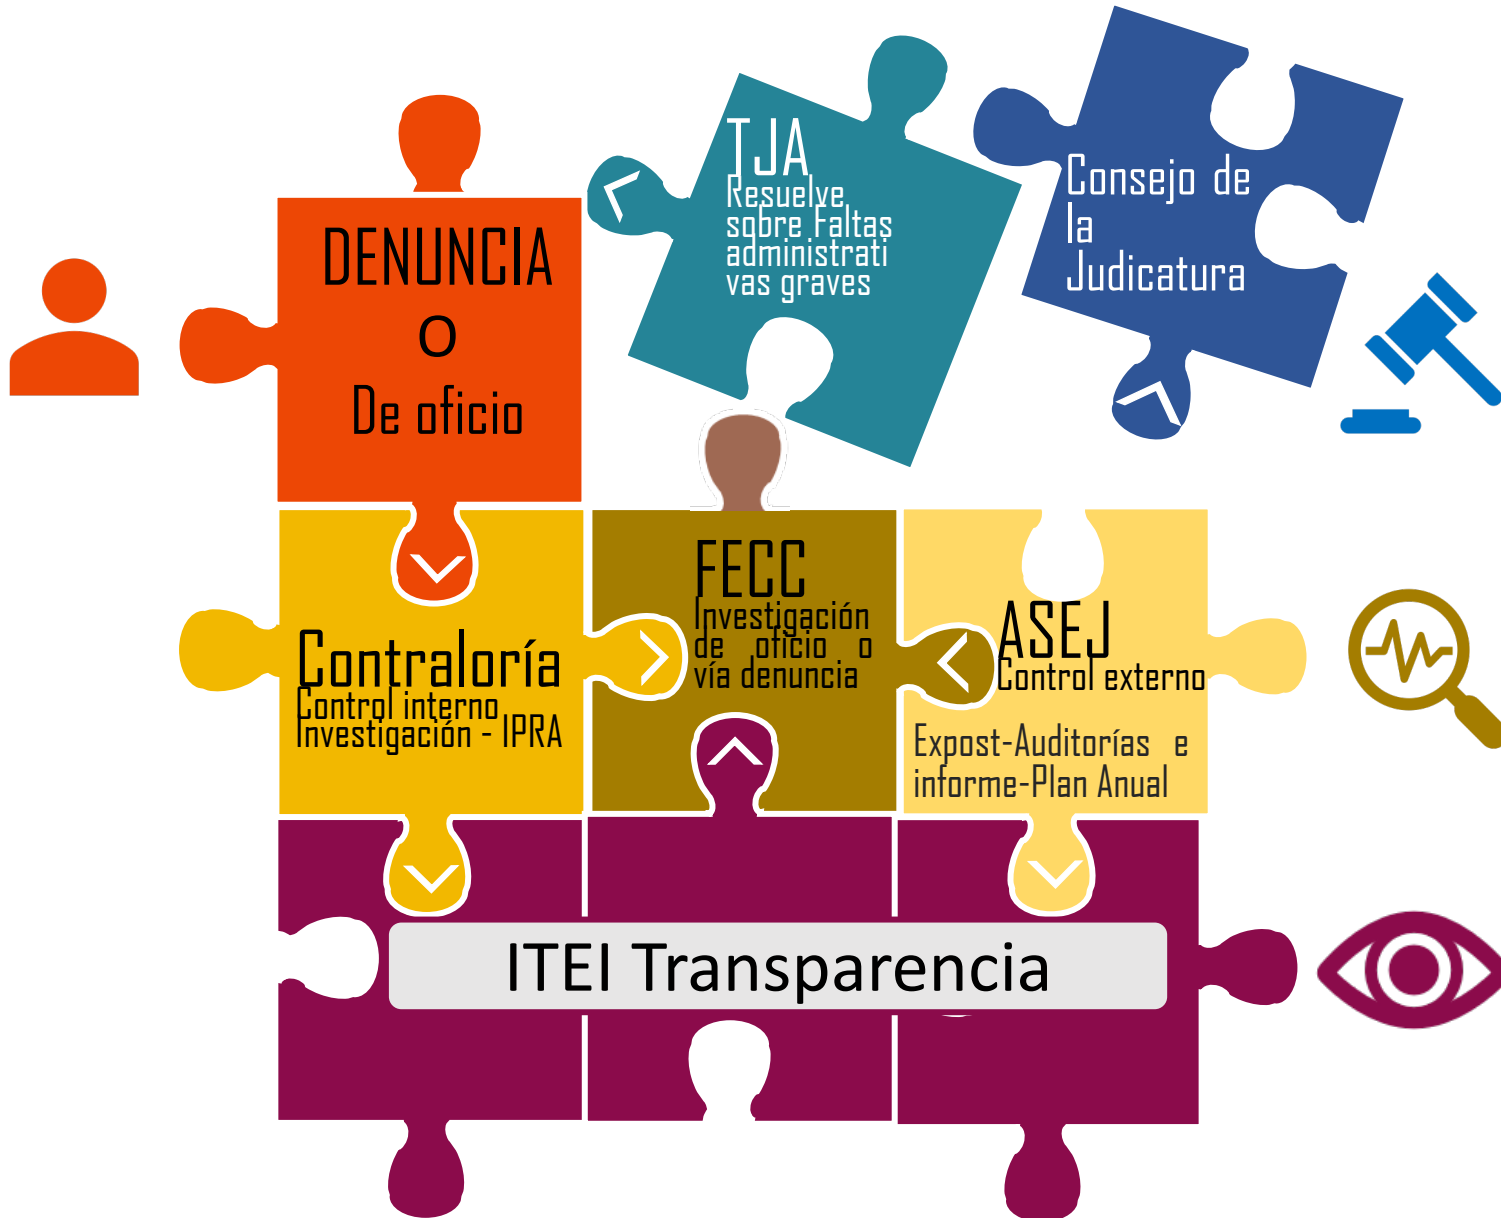 DENUNCIA
O
De oficio
TJA
Resuelve
sobre Faltas
administrati
vas graves
Consejo de
la
Judicatura
Contraloría
Control interno
Investigación - IPRA
FECC
Investigación
de oficio o
vía denuncia
ASEJ
Control externo
Expost-Auditorías e
informe-Plan Anual
ITEI Transparencia